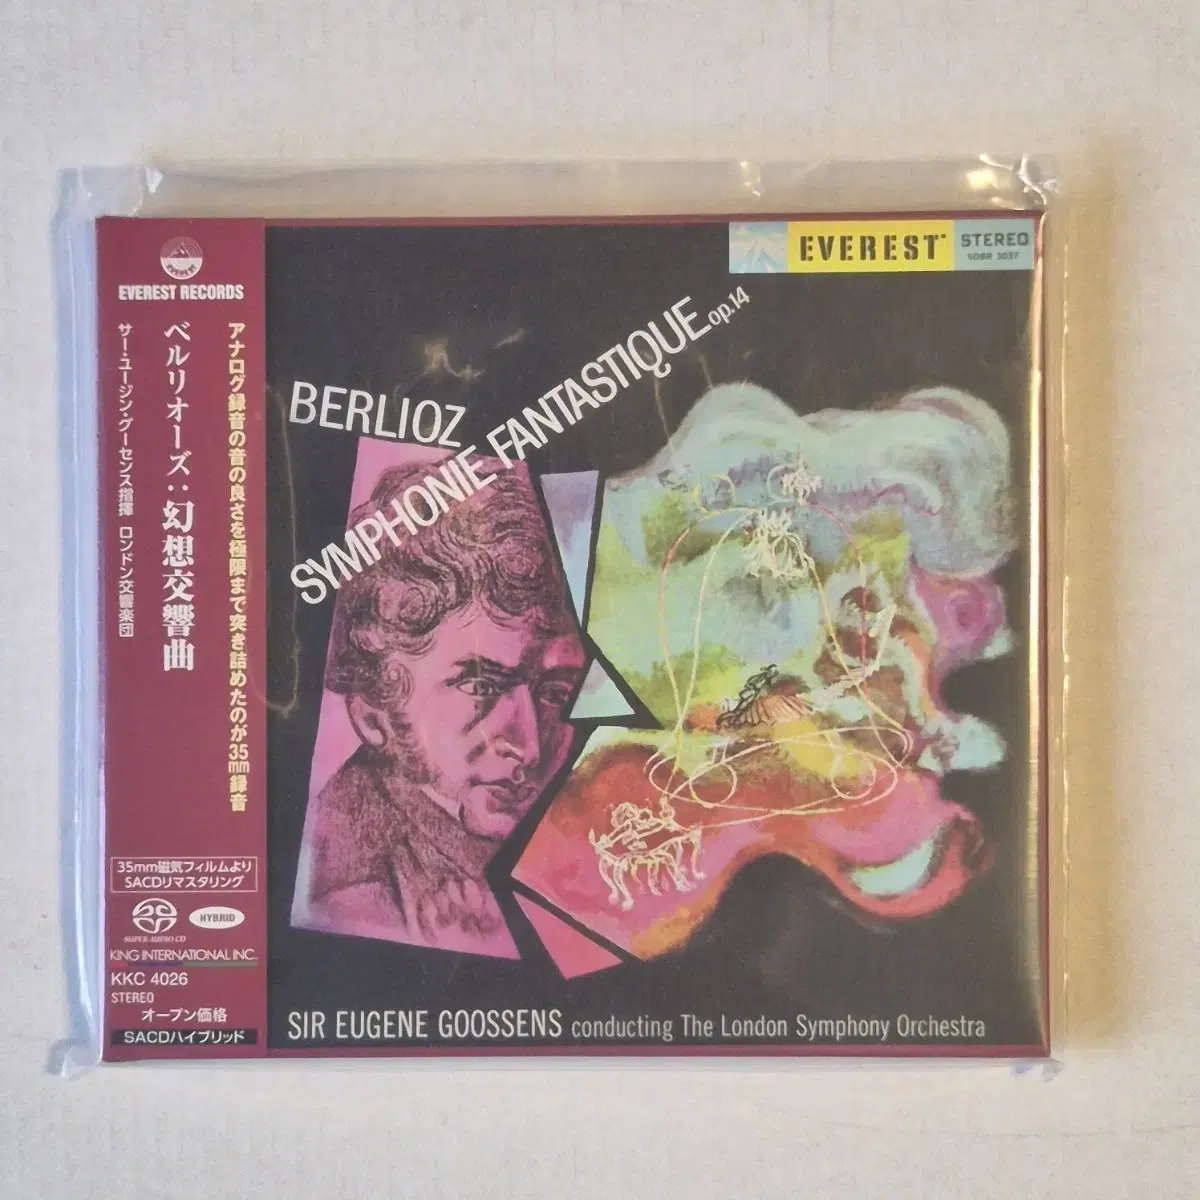 EVEREST
EVEREST RECORDS
アナログ録音の音の良さを極限まで突き詰めたのが35mm録音
ベルリオーズ:幻想交響曲
サー・ユージン・グーセンス指揮 ロンドン交響楽団
35mm磁気フィルムより
SACDリマスタリング
SUPER AUDIO CD
HYBRID
KING INTERNATIONAL INC.
KKC 4026
STEREO
オープン価格
SACDハイブリッド
EVEREST
STEREO
SDBR 3037
BERLIOZ
SYMPHONIE FANTASTIQUE op.14
SIR EUGENE GOOSSENS conducting The London Symphony Orchestra